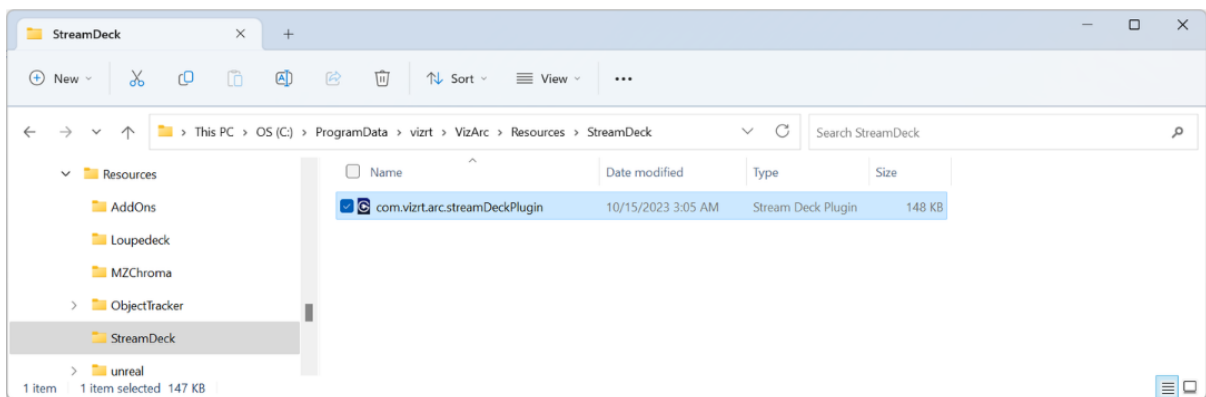 StreamDeck
New
Sort
View
This PC > OS (C:) > ProgramData > vizrt > VizArc > Resources > StreamDeck
Search StreamDeck
Resources
AddOns
Loupedeck
MZChroma
ObjectTracker
StreamDeck
unreal
Name Date modified Type Size
com.vizrt.arc.streamDeckPlugin 10/15/2023 3:05 AM Stream Deck Plugin 148 KB
1 item 1 item selected 147 KB